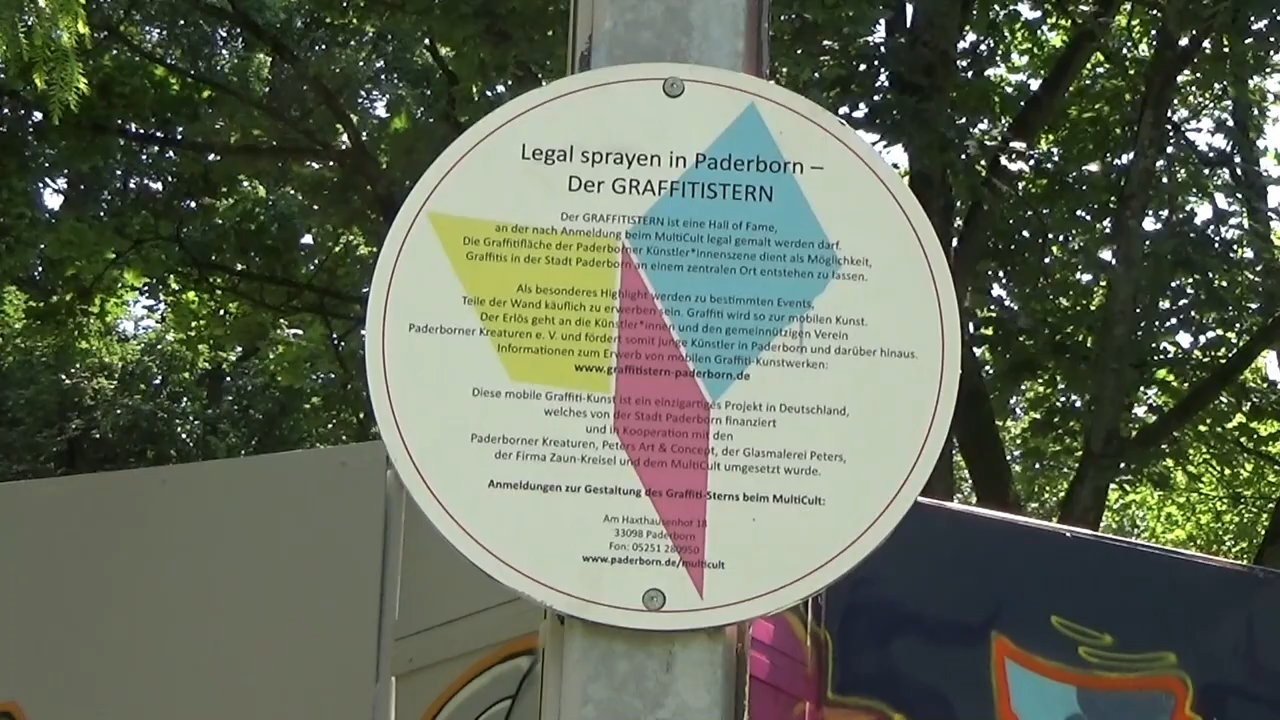 Legal sprayen in Paderborn –
Der GRAFFITISTERN
Der GRAFFITISTERN ist eine Hall of Fame,
an der nach Anmeldung beim MultiCult legal gemalt werden darf.
Die Graffitifläche der Paderborner Künstler*innenszene dient als Möglichkeit,
Graffitis in der Stadt Paderborn an einem zentralen Ort entstehen zu lassen.
Als besonderes Highlight werden zu bestimmten Events,
Teile der Wand käuflich zu erwerben sein. Graffiti wird so zur mobilen Kunst.
Der Erlös geht an die Künstler*innen und den gemeinnützigen Verein
Paderborner Kreaturen e. V. und fördert somit junge Künstler in Paderborn und darüber hinaus.
Informationen zum Erwerb von mobilen Graffiti-Kunstwerken:
www.graffitistern-paderborn.de
Diese mobile Graffiti-Kunst ist ein einzigartiges Projekt in Deutschland,
welches von der Stadt Paderborn finanziert
und in Kooperation mit den
Paderborner Kreaturen, Peters Art & Concept, der Glasmalerei Peters,
der Firma Zaun-Kreisel und dem MultiCult umgesetzt wurde.
Anmeldungen zur Gestaltung des Graffiti-Sterns beim MultiCult:
Am Haxthausenhof 18
33098 Paderborn
Fon: 05251 280950
www.paderborn.de/multicult